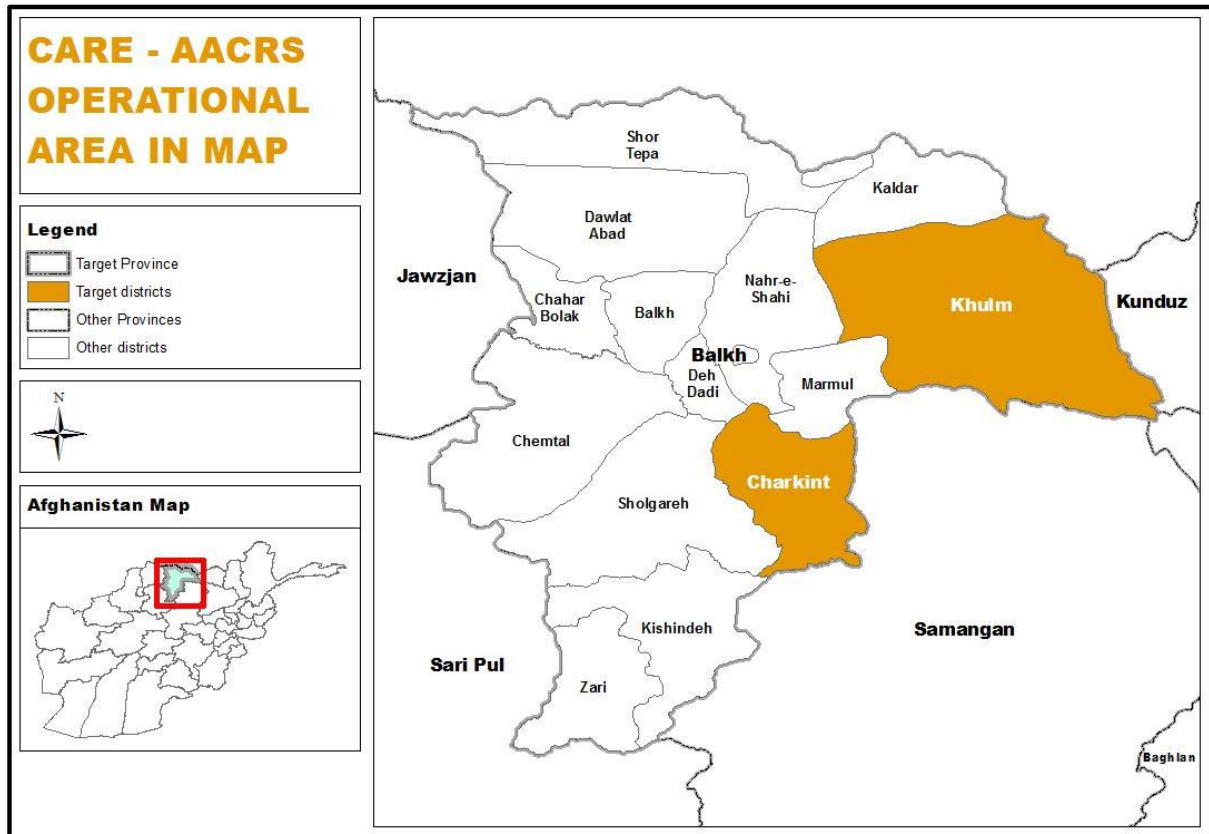 CARE - AACRS
OPERATIONAL
AREA IN MAP
Legend
Target Province
Target districts
Other Provinces
Other districts
N
Afghanistan Map
Shor
Tepa
Kaldar
Dawlat
Abad
Jawzjan
Nahr-e-
Shahi
Khulm
Kunduz
Chahar
Bolak
Balkh
Balkh
Deh
Dadi
Marmul
Chemtal
Charkint
Sholgareh
Kishindeh
Samangan
Sari Pul
Zari
Baghlan